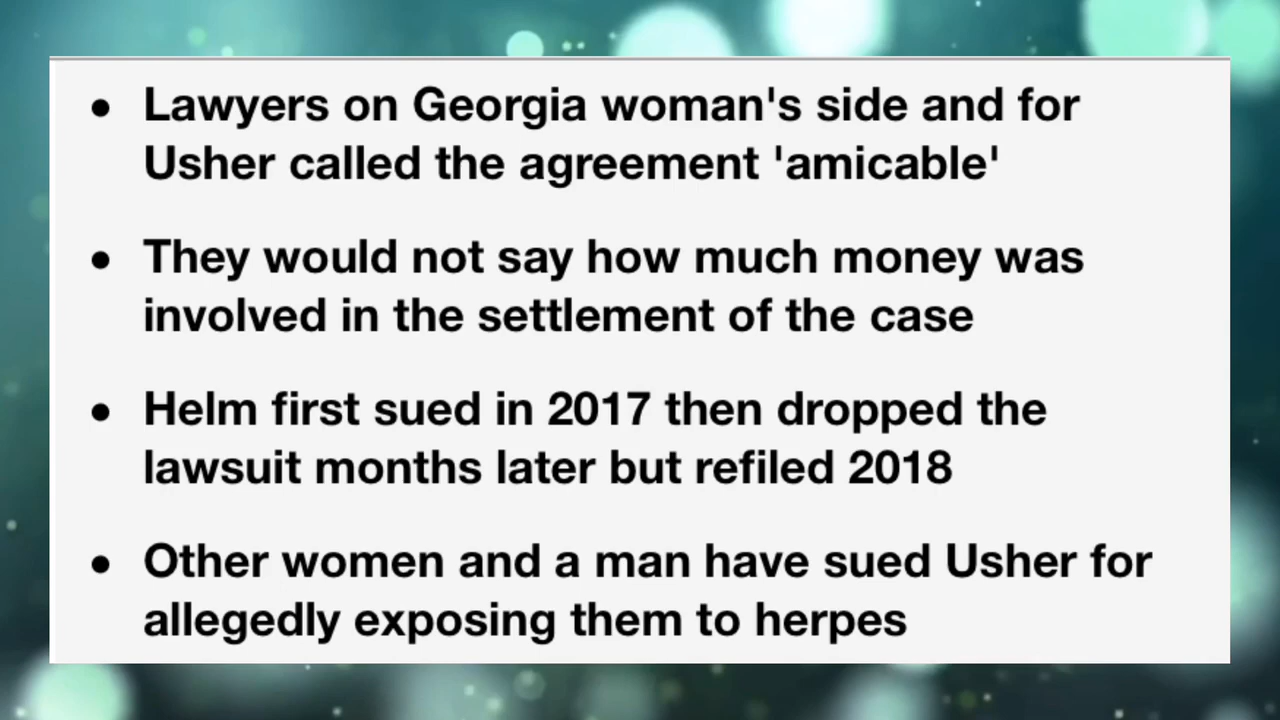 • Lawyers on Georgia woman's side and for
Usher called the agreement 'amicable'
• They would not say how much money was
involved in the settlement of the case
• Helm first sued in 2017 then dropped the
lawsuit months later but refiled 2018
• Other women and a man have sued Usher for
allegedly exposing them to herpes